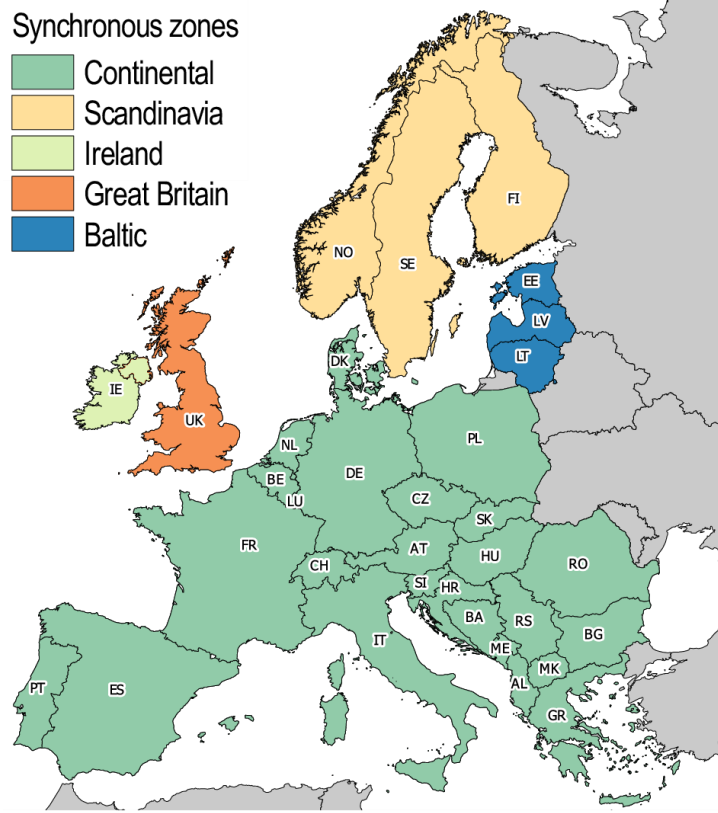 Synchronous zones
Continental
Scandinavia
Ireland
Great Britain
Baltic
FI
NO
SE
EE
LV
LT
DK
IE
UK
NL
PL
BE
DE
LU
CZ
SK
FR
AT
HU
CH
RO
SI
HR
BA
RS
IT
BG
ME
MK
AL
PT
ES
GR